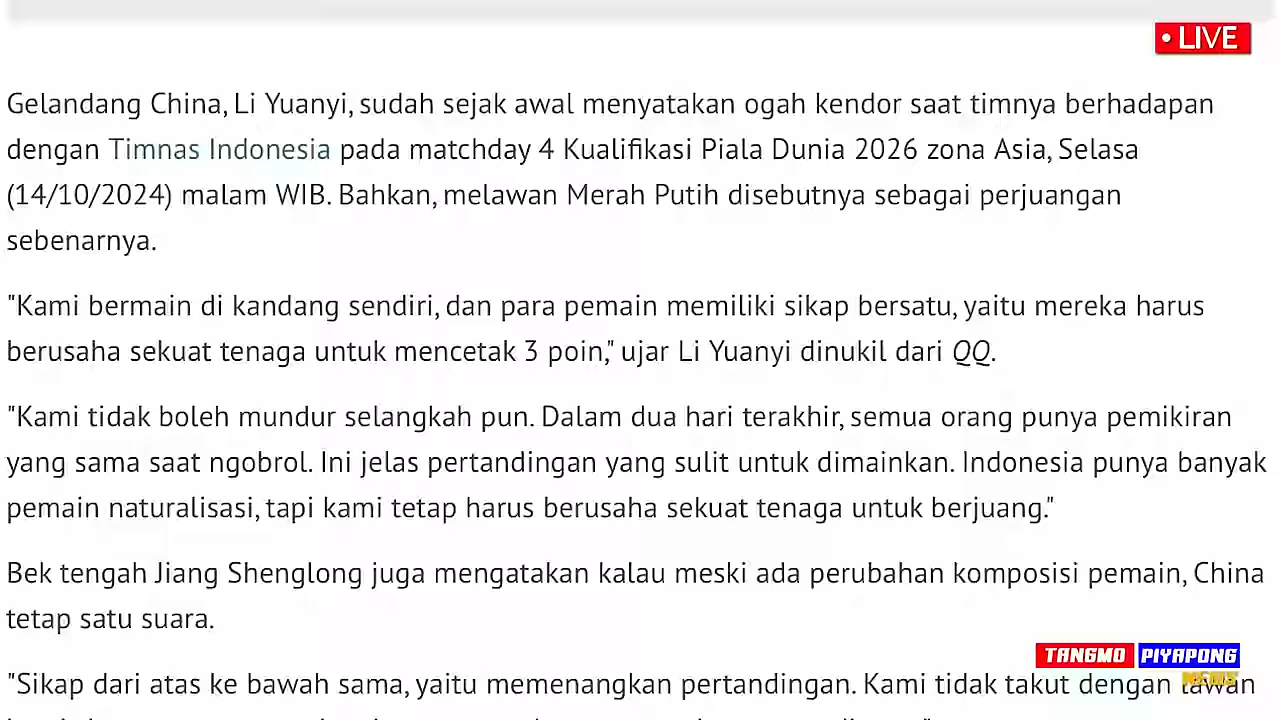 • LIVE
Gelandang China, Li Yuanyi, sudah sejak awal menyatakan ogah kendor saat timnya berhadapan
dengan Timnas Indonesia pada matchday 4 Kualifikasi Piala Dunia 2026 zona Asia, Selasa
(14/10/2024) malam WIB. Bahkan, melawan Merah Putih disebutnya sebagai perjuangan
sebenarnya.
"Kami bermain di kandang sendiri, dan para pemain memiliki sikap bersatu, yaitu mereka harus
berusaha sekuat tenaga untuk mencetak 3 poin," ujar Li Yuanyi dinukil dari QQ.
"Kami tidak boleh mundur selangkah pun. Dalam dua hari terakhir, semua orang punya pemikiran
yang sama saat ngobrol. Ini jelas pertandingan yang sulit untuk dimainkan. Indonesia punya banyak
pemain naturalisasi, tapi kami tetap harus berusaha sekuat tenaga untuk berjuang."
Bek tengah Jiang Shenglong juga mengatakan kalau meski ada perubahan komposisi pemain, China
tetap satu suara.
TANGMO PIYAPONG
NEWS
"Sikap dari atas ke bawah sama, yaitu memenangkan pertandingan. Kami tidak takut dengan lawan